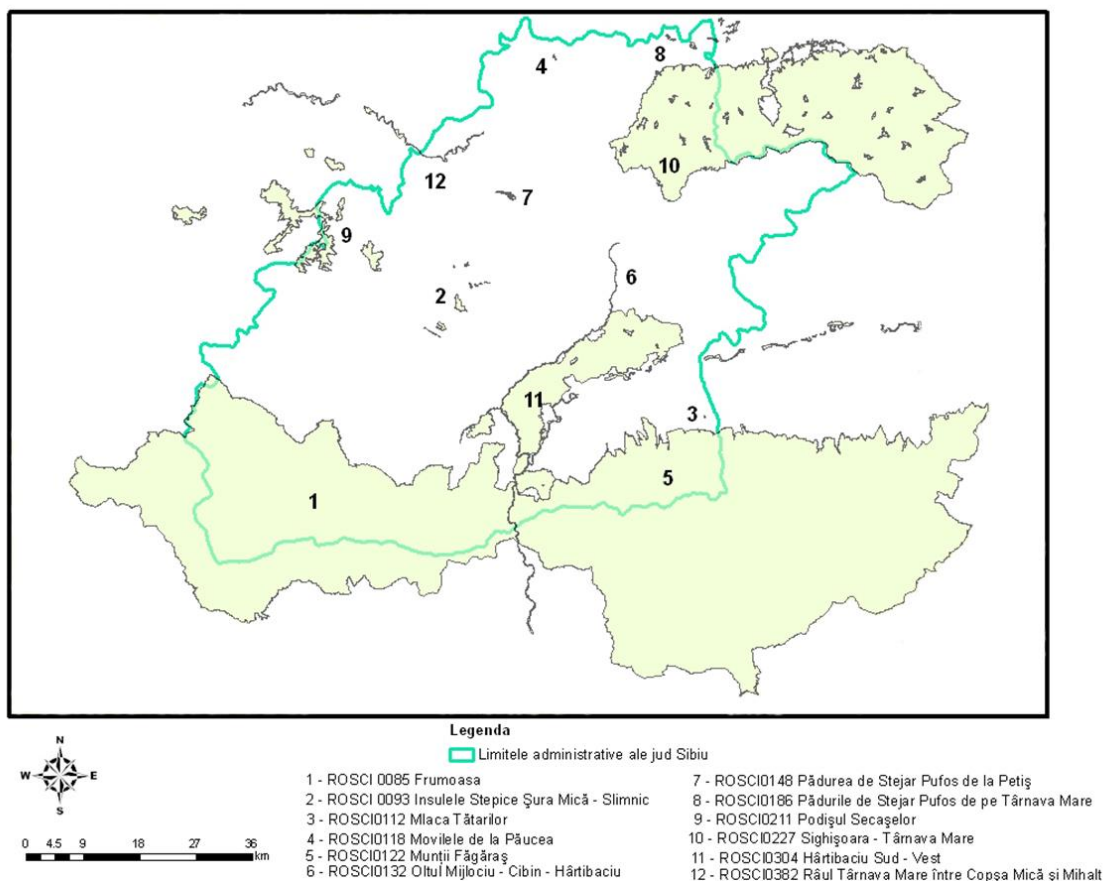 4
8
10
12
7
9
6
2
11
3
5
1
Legenda
Limitele administrative ale jud Sibiu
N
W E
S
0 4.5 9 18 27 36
km
1 - ROSCI 0085 Frumoasa
2 - ROSCI 0093 Insulele Stepice Şura Mică - Slimnic
3 - ROSCI0112 Mlaca Tătarilor
4 - ROSCI0118 Movilele de la Păucea
5 - ROSCI0122 Munţii Făgăraş
6 - ROSCI0132 Oltul Mijlociu - Cibin - Hârtibaciu
7 - ROSCI0148 Pădurea de Stejar Pufos de la Petiş
8 - ROSCI0186 Pădurile de Stejar Pufos de pe Târnava Mare
9 - ROSCI0211 Podişul Secaşelor
10 - ROSCI0227 Sighişoara - Târnava Mare
11 - ROSCI0304 Hârtibaciu Sud - Vest
12 - ROSCI0382 Râul Târnava Mare între Copşa Mică şi Mihalt